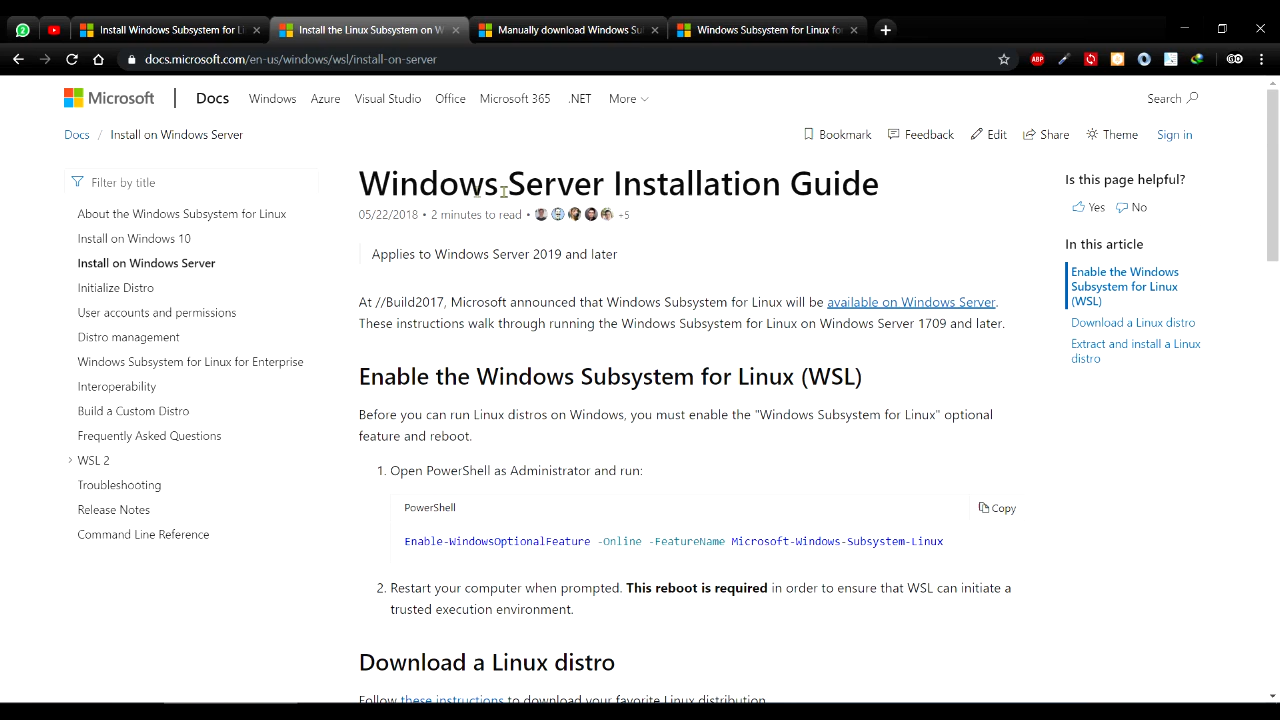 Install Windows Subsystem for Li
Install the Linux Subsystem on W
Manually download Windows Su
Windows Subsystem for Linux fo
docs.microsoft.com/en-us/windows/wsl/install-on-server
ABP
Microsoft
Docs
Windows
Azure
Visual Studio
Office
Microsoft 365
.NET
More
Search
Docs / Install on Windows Server
Bookmark
Feedback
Edit
Share
Theme
Sign in
Filter by title
About the Windows Subsystem for Linux
Install on Windows 10
Install on Windows Server
Initialize Distro
User accounts and permissions
Distro management
Windows Subsystem for Linux for Enterprise
Interoperability
Build a Custom Distro
Frequently Asked Questions
WSL 2
Troubleshooting
Release Notes
Command Line Reference
Windows Server Installation Guide
05/22/2018 • 2 minutes to read • +5
Applies to Windows Server 2019 and later
At //Build2017, Microsoft announced that Windows Subsystem for Linux will be available on Windows Server.
These instructions walk through running the Windows Subsystem for Linux on Windows Server 1709 and later.
Enable the Windows Subsystem for Linux (WSL)
Before you can run Linux distros on Windows, you must enable the "Windows Subsystem for Linux" optional
feature and reboot.
1. Open PowerShell as Administrator and run:
PowerShell
Copy
Enable-WindowsOptionalFeature -Online -FeatureName Microsoft-Windows-Subsystem-Linux
2. Restart your computer when prompted. This reboot is required in order to ensure that WSL can initiate a
trusted execution environment.
Download a Linux distro
Follow these instructions to download your favorite Linux distribution.
Is this page helpful?
Yes
No
In this article
Enable the Windows
Subsystem for Linux
(WSL)
Download a Linux distro
Extract and install a Linux
distro